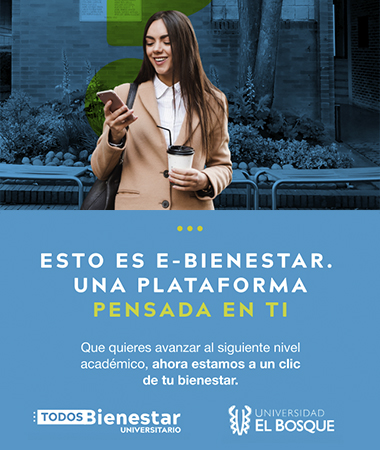 ESTO ES E-BIENESTAR.
UNA PLATAFORMA
PENSADA EN TI
Que quieres avanzar al siguiente nivel
académico, ahora estamos a un clic
de tu bienestar.
TODOS Bienestar
UNIVERSITARIO
UNIVERSIDAD
EL BOSQUE